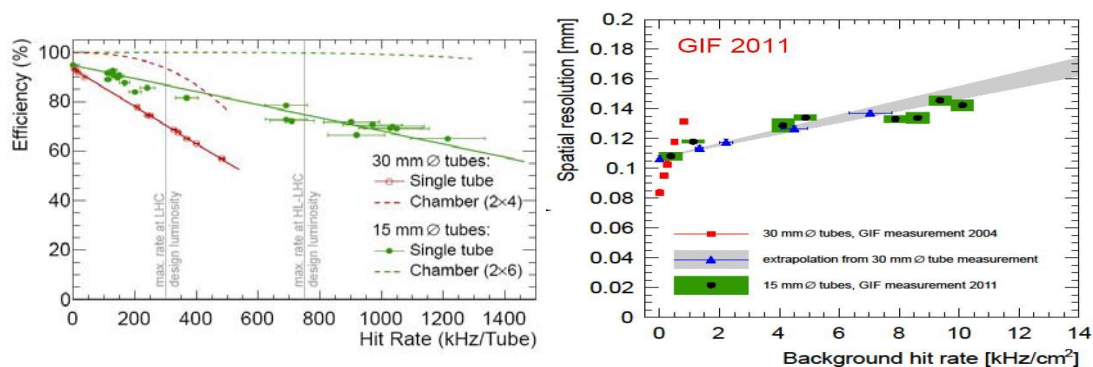 Efficiency (%)
100
80
60
40
20
0
max. rate at LHC
design luminosity
max. rate at HL-LHC
design luminosity
30 mm Ø tubes:
Single tube
Chamber (2×4)
15 mm Ø tubes:
Single tube
Chamber (2×6)
0 200 400 600 800 1000 1200 1400
Hit Rate (kHz/Tube)
Spatial resolution [mm]
0.2
0.18
0.16
0.14
0.12
0.1
0.08
0.06
0.04
0.02
0
GIF 2011
30 mm Ø tubes, GIF measurement 2004
extrapolation from 30 mm Ø tube measurement
15 mm Ø tubes, GIF measurement 2011
0 2 4 6 8 10 12 14
Background hit rate [kHz/cm²]